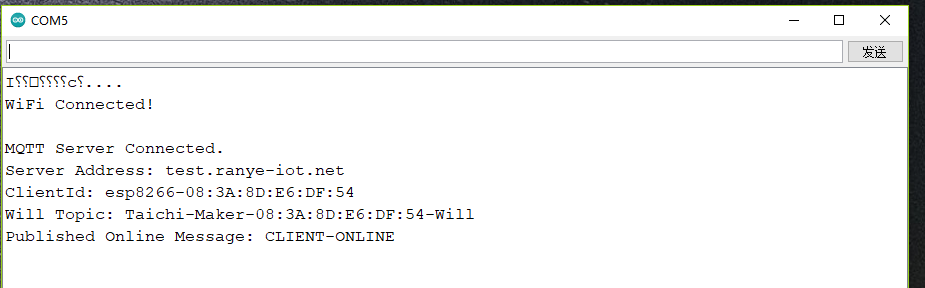 COM5
发送
I⸮⸮□⸮⸮⸮⸮c⸮....
WiFi Connected!
MQTT Server Connected.
Server Address: test.ranye-iot.net
ClientId: esp8266-08:3A:8D:E6:DF:54
Will Topic: Taichi-Maker-08:3A:8D:E6:DF:54-Will
Published Online Message: CLIENT-ONLINE